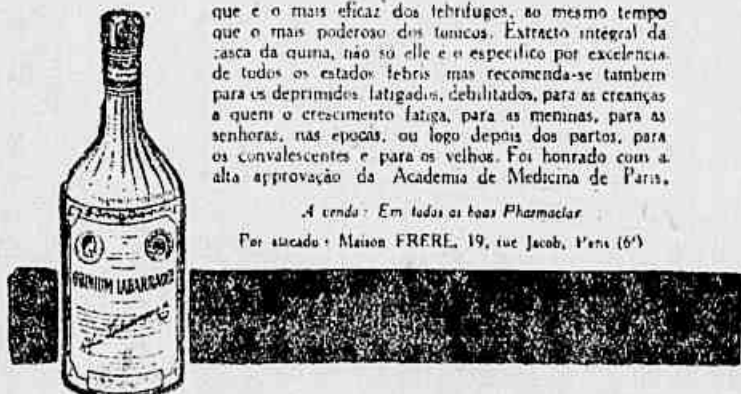 que e o mais eficaz dos febrifugos, ao mesmo tempo
que o mais poderoso dos tonicos. Extracto integral da
casca da quina, não só elle e o especifico por excelencia
de todos os estados febris mas recomenda-se tambem
para os deprimidos, fatigados, debilitados, para as creanças
a quem o crescimento fatiga, para as meninas, para as
senhoras, nas epocas, ou logo depois dos partos, para
os convalescentes e para os velhos. Foi honrado com a
alta approvação da Academia de Medicina de Paris.
A venda : Em todas as boas Pharmacias
Por atacado : Maison FRERE, 19, rue Jacob, Paris (6ᵉ)
QUINIUM LABARRAQUE